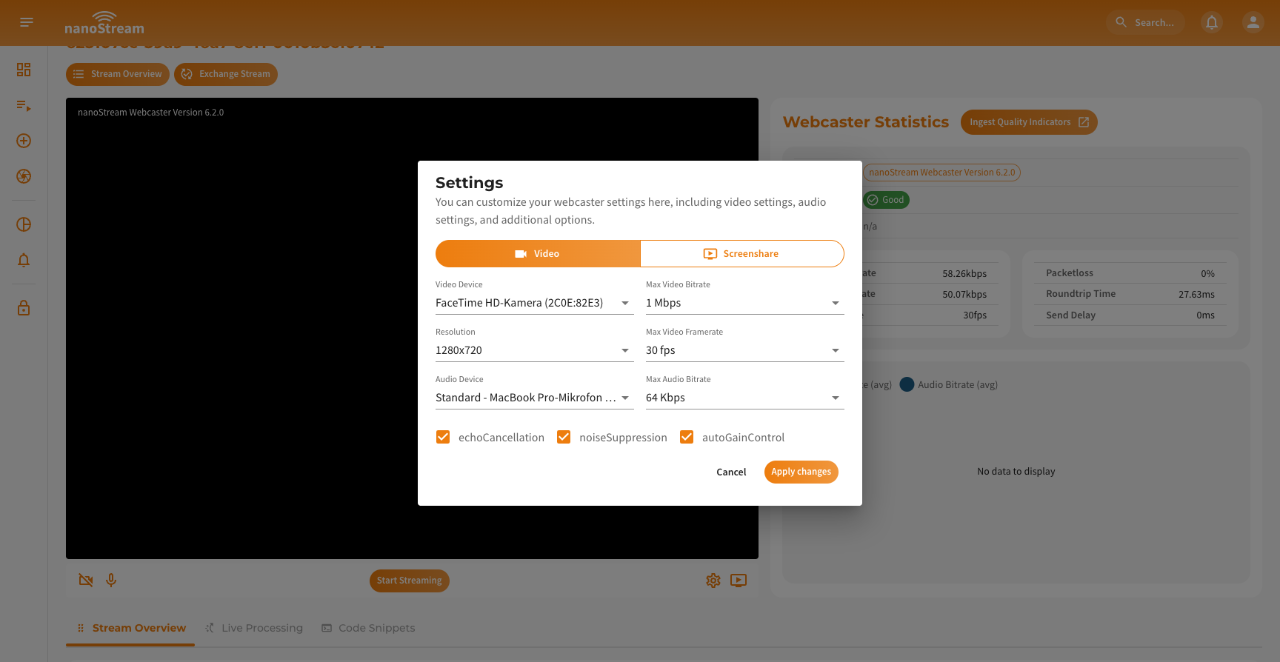 nanoStream
Search...
Stream Overview
Exchange Stream
nanoStream Webcaster Version 6.2.0
Webcaster Statistics
Ingest Quality Indicators
nanoStream Webcaster Version 6.2.0
Good
n/a
58.26kbps
50.07kbps
30fps
Packetloss 0%
Roundtrip Time 27.63ms
Send Delay 0ms
(avg)
Audio Bitrate (avg)
No data to display
Settings
You can customize your webcaster settings here, including video settings, audio
settings, and additional options.
Video
Screenshare
Video Device
FaceTime HD-Kamera (2C0E:82E3)
Max Video Bitrate
1 Mbps
Resolution
1280x720
Max Video Framerate
30 fps
Audio Device
Standard - MacBook Pro-Mikrofon ...
Max Audio Bitrate
64 Kbps
echoCancellation
noiseSuppression
autoGainControl
Cancel
Apply changes
Start Streaming
Stream Overview
Live Processing
Code Snippets